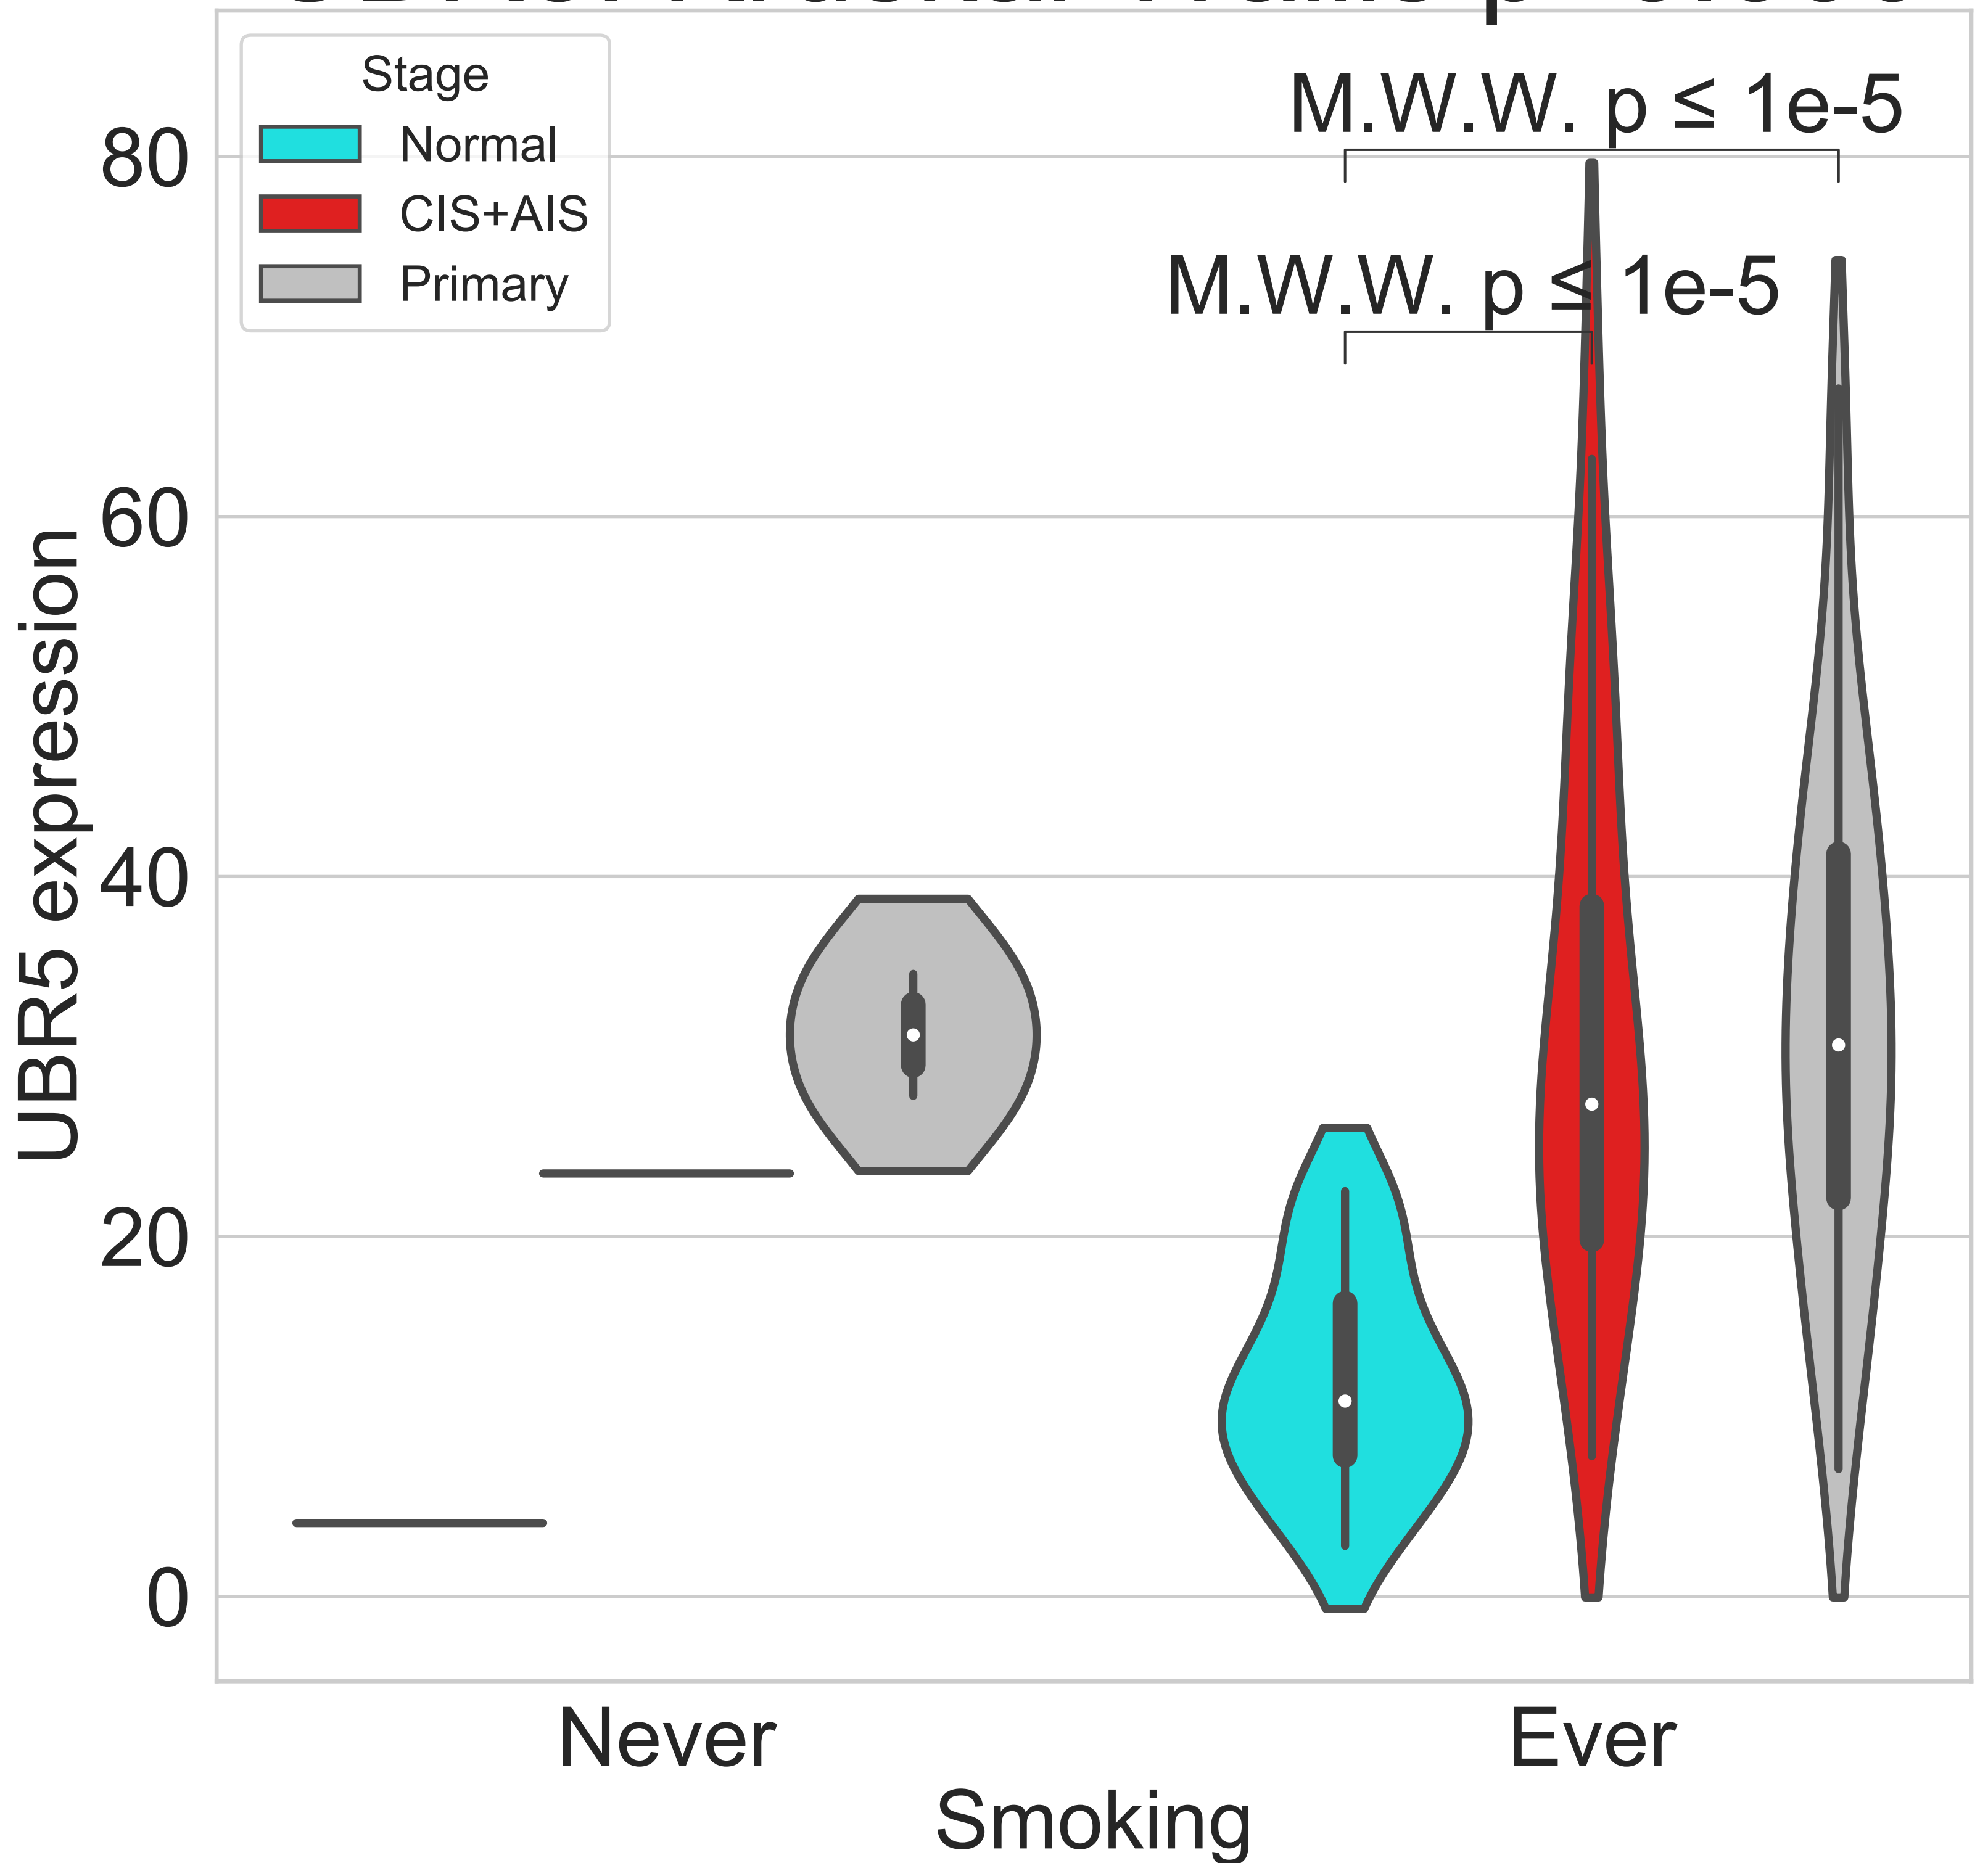 Stage
Normal
CIS+AIS
Primary
M.W.W. p ≤ 1e-5
M.W.W. p ≤ 1e-5
80
60
40
20
0
UBR5 expression
Never
Ever
Smoking